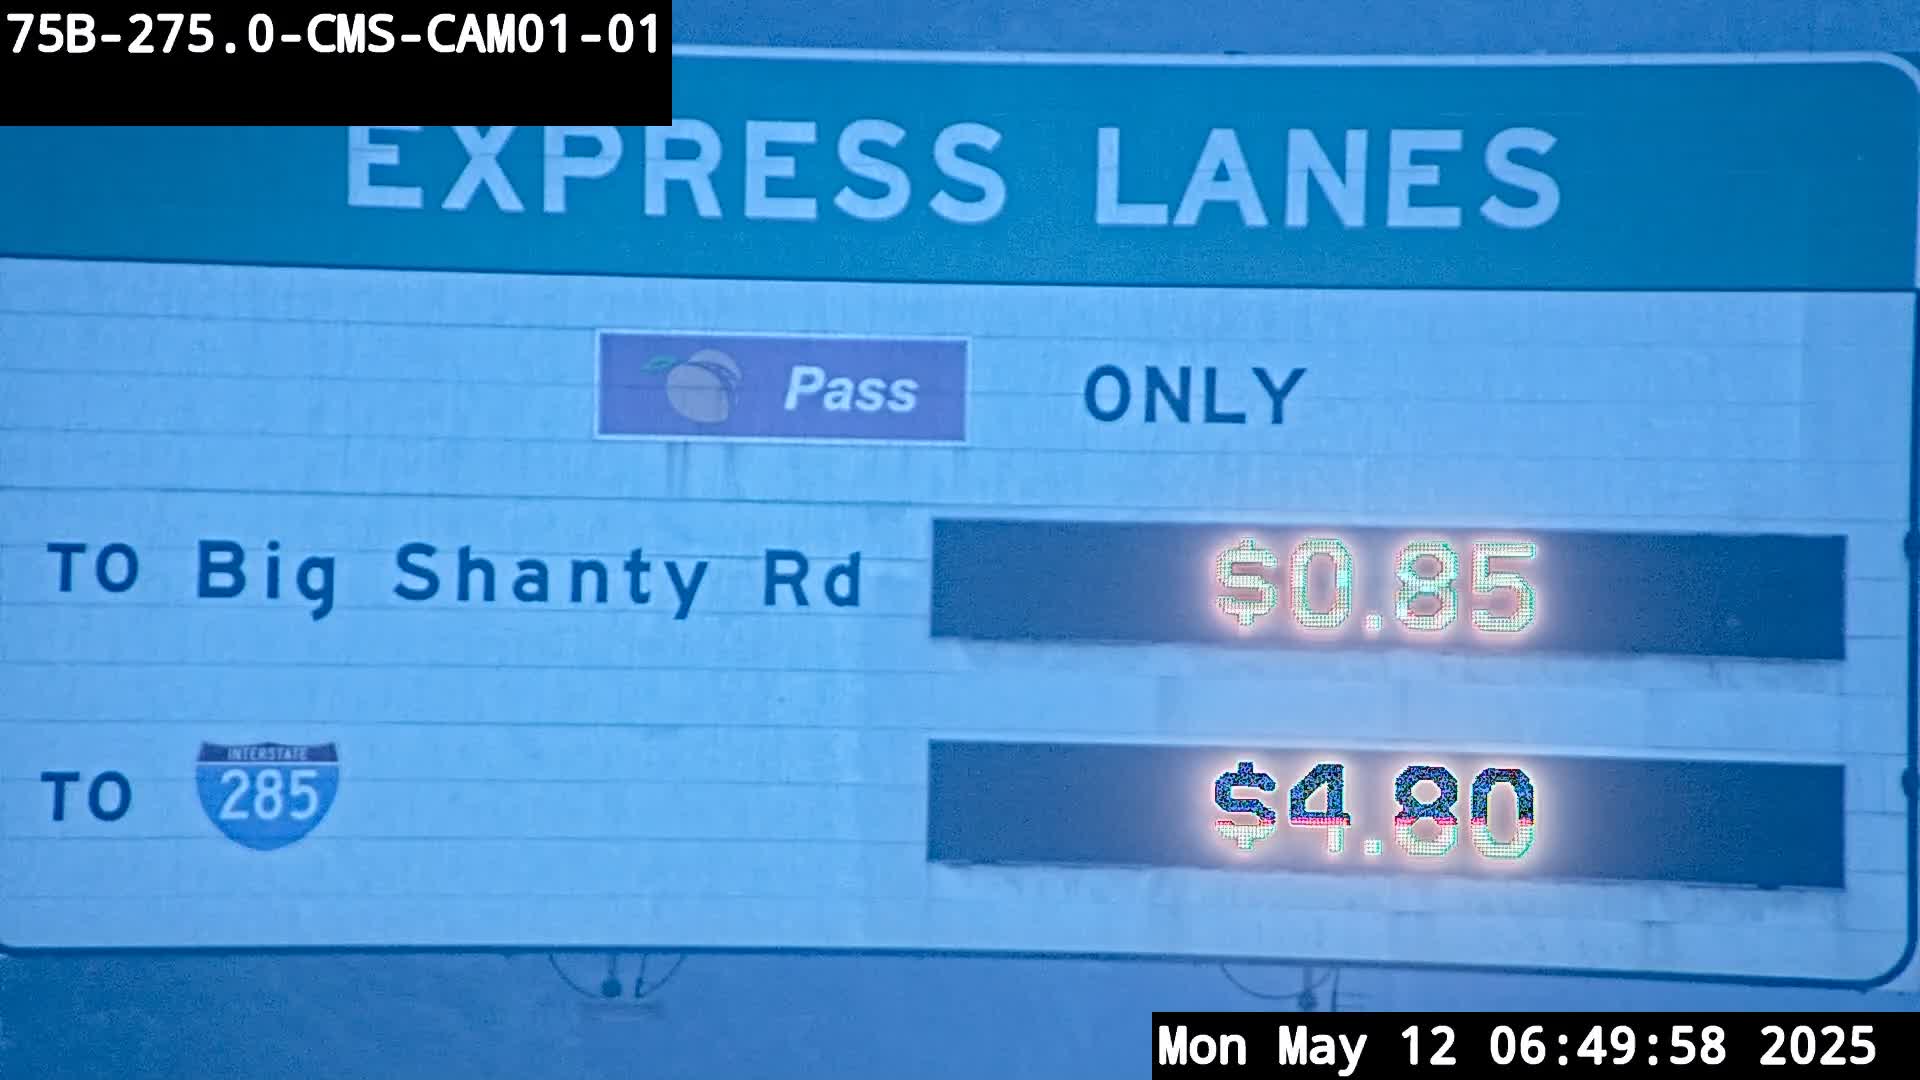 75B-275.0-CMS-CAM01-01
EXPRESS LANES
Pass ONLY
TO Big Shanty Rd $0.85
TO INTERSTATE 285 $4.80
Mon May 12 06:49:58 2025